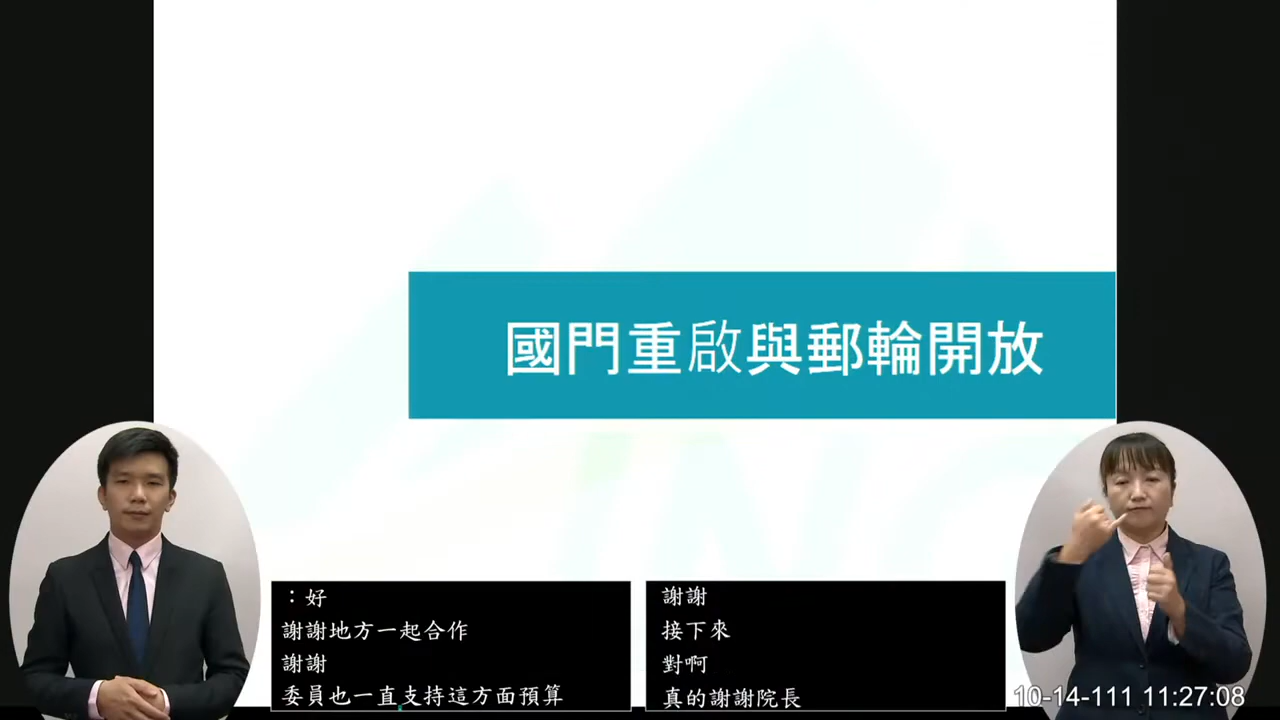 國門重啟與郵輪開放
：好
謝謝地方一起合作
謝謝
委員也一直支持這方面預算
謝謝
接下來
對啊
真的謝謝院長
10-14-111 11:27:08